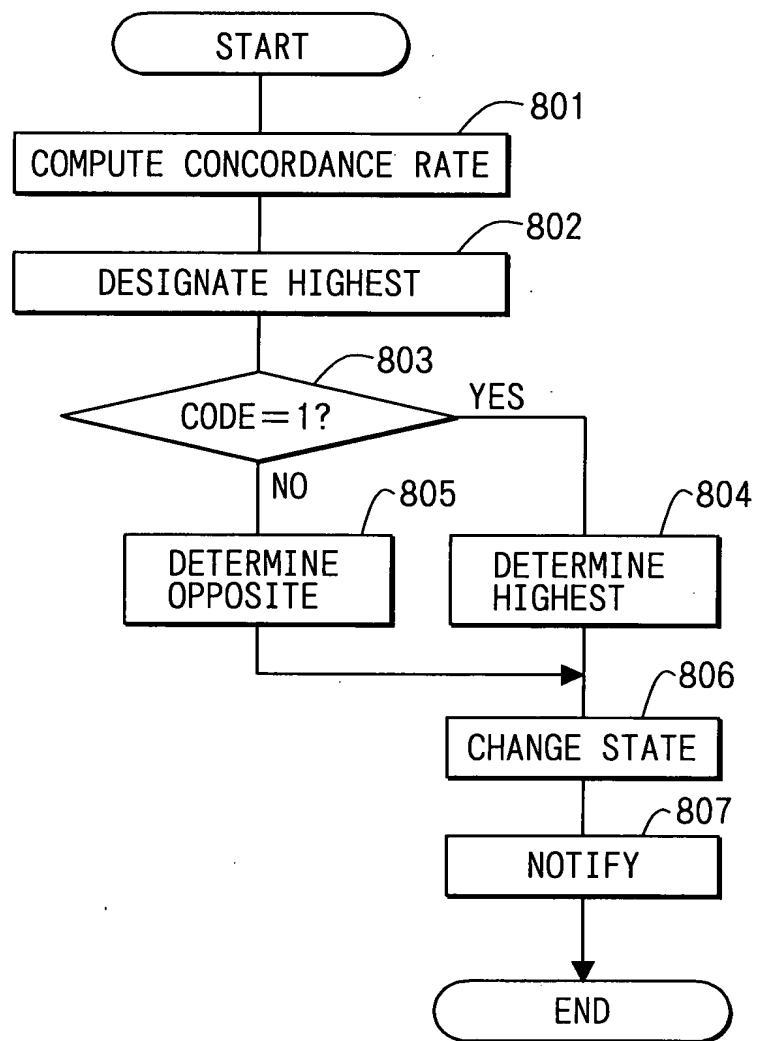 START
801
COMPUTE CONCORDANCE RATE
802
DESIGNATE HIGHEST
803
CODE=1?
YES
NO
805
DETERMINE
OPPOSITE
804
DETERMINE
HIGHEST
806
CHANGE STATE
807
NOTIFY
END